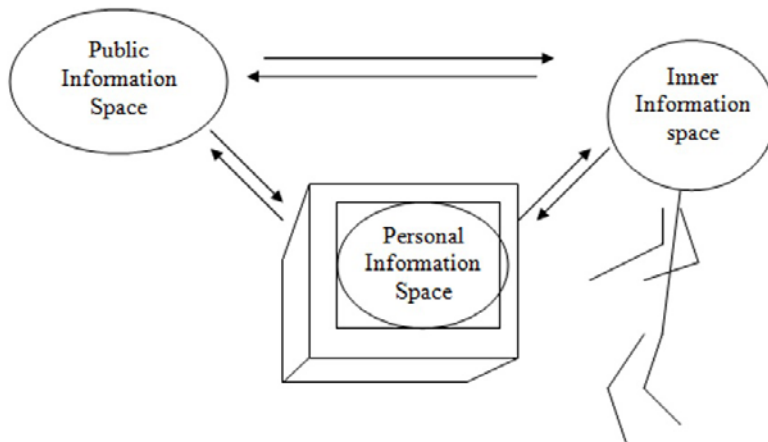 Public
Information
Space
Inner
Information
space
Personal
Information
Space